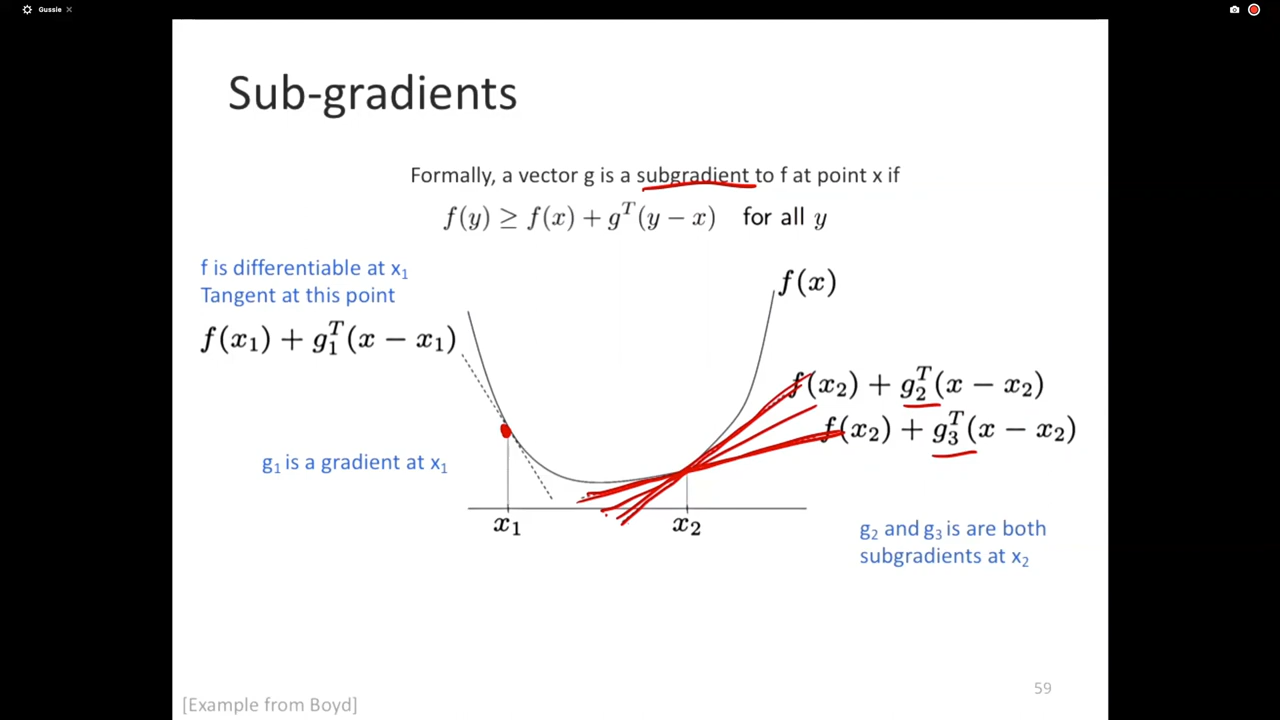 Gussie
Sub-gradients
Formally, a vector g is a subgradient to f at point x if
f(y) ≥ f(x) + g^T(y − x) for all y
f is differentiable at x₁
Tangent at this point
f(x₁) + g₁^T(x − x₁)
f(x)
f(x₂) + g₂^T(x − x₂)
f(x₂) + g₃^T(x − x₂)
g₁ is a gradient at x₁
x₁
x₂
g₂ and g₃ is are both
subgradients at x₂
59
[Example from Boyd]